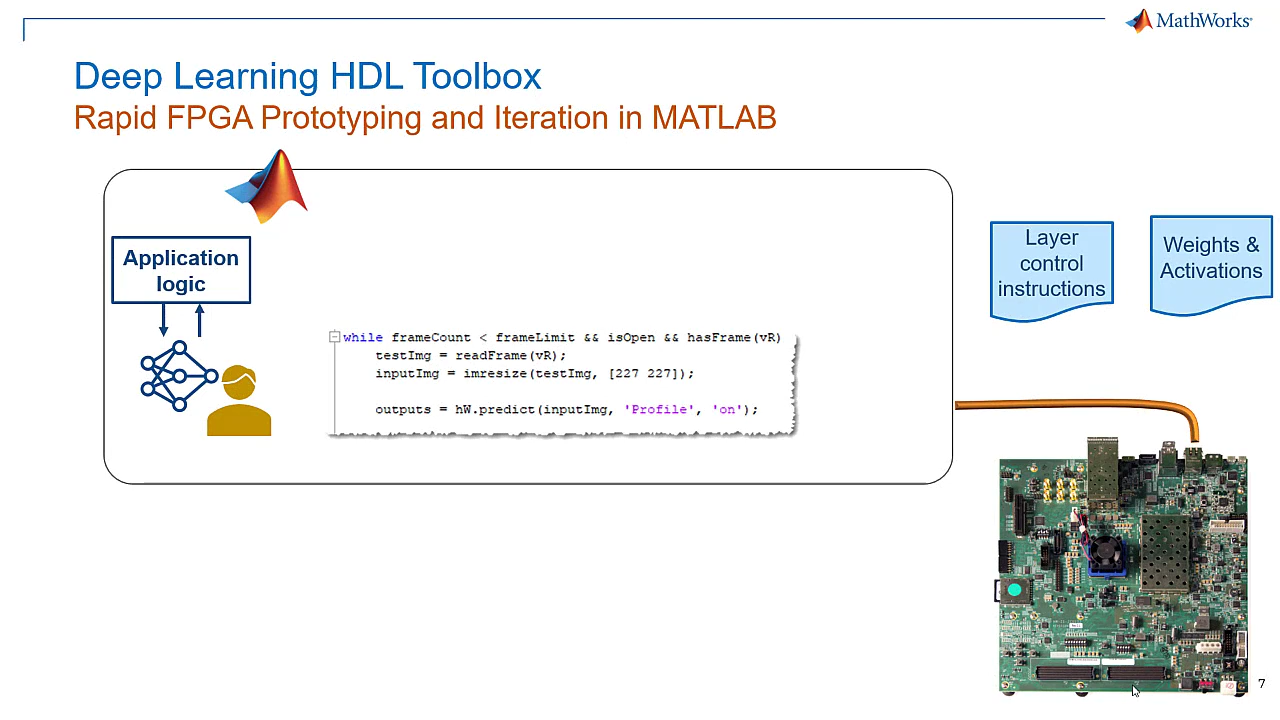 MathWorks
Deep Learning HDL Toolbox
Rapid FPGA Prototyping and Iteration in MATLAB
Application
logic
while frameCount < frameLimit && isOpen && hasFrame(vR)
testImg = readFrame(vR);
inputImg = imresize(testImg, [227 227]);
outputs = hW.predict(inputImg, 'Profile', 'on');
Layer
control
instructions
Weights &
Activations
7